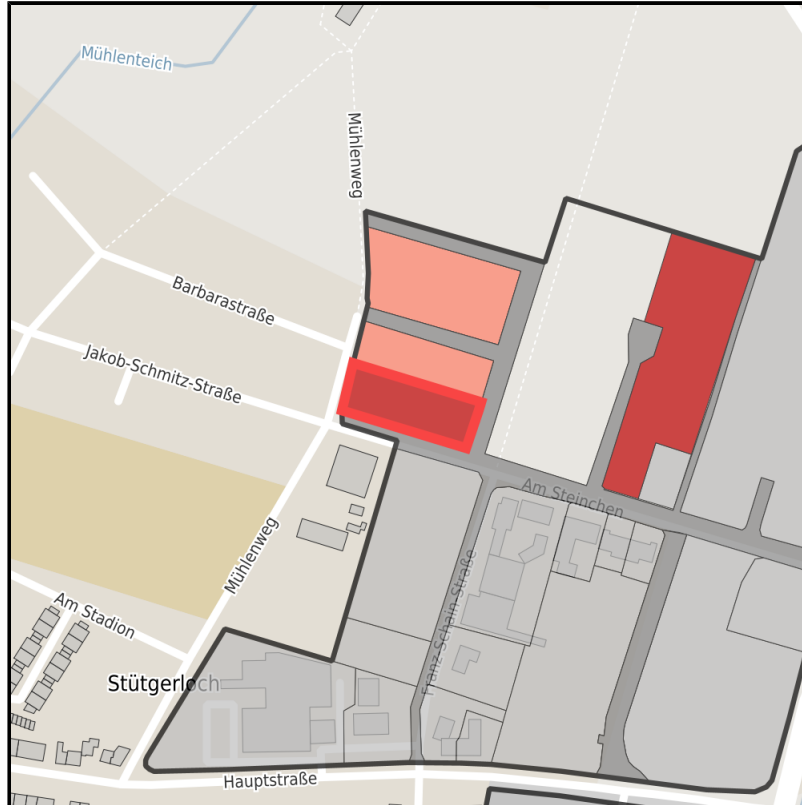 Mühlenteich
Mühlenweg
Barbarastraße
Jakob-Schmitz-Straße
Am Steinchen
Mühlenweg
Franz-Schain-Straße
Am Stadion
Stütgerloch
Hauptstraße